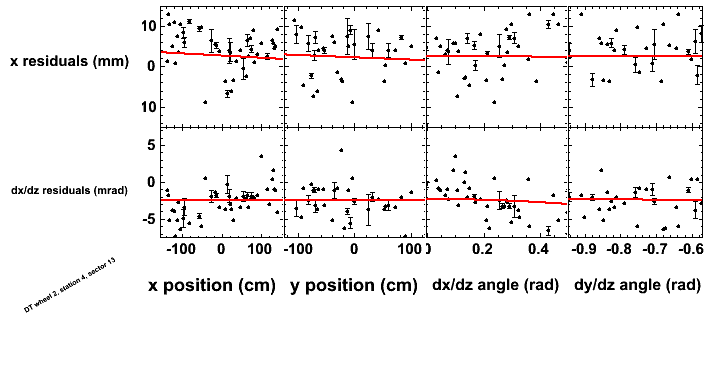 10
x residuals (mm)
0
10
5
dx/dz residuals (mrad)
0
-5
-100 0 100 -100 0 100 0 0.2 0.4 -0.9 -0.8 -0.7 -0.6
x position (cm) y position (cm) dx/dz angle (rad) dy/dz angle (rad)
DT wheel 2, station 4, sector 13